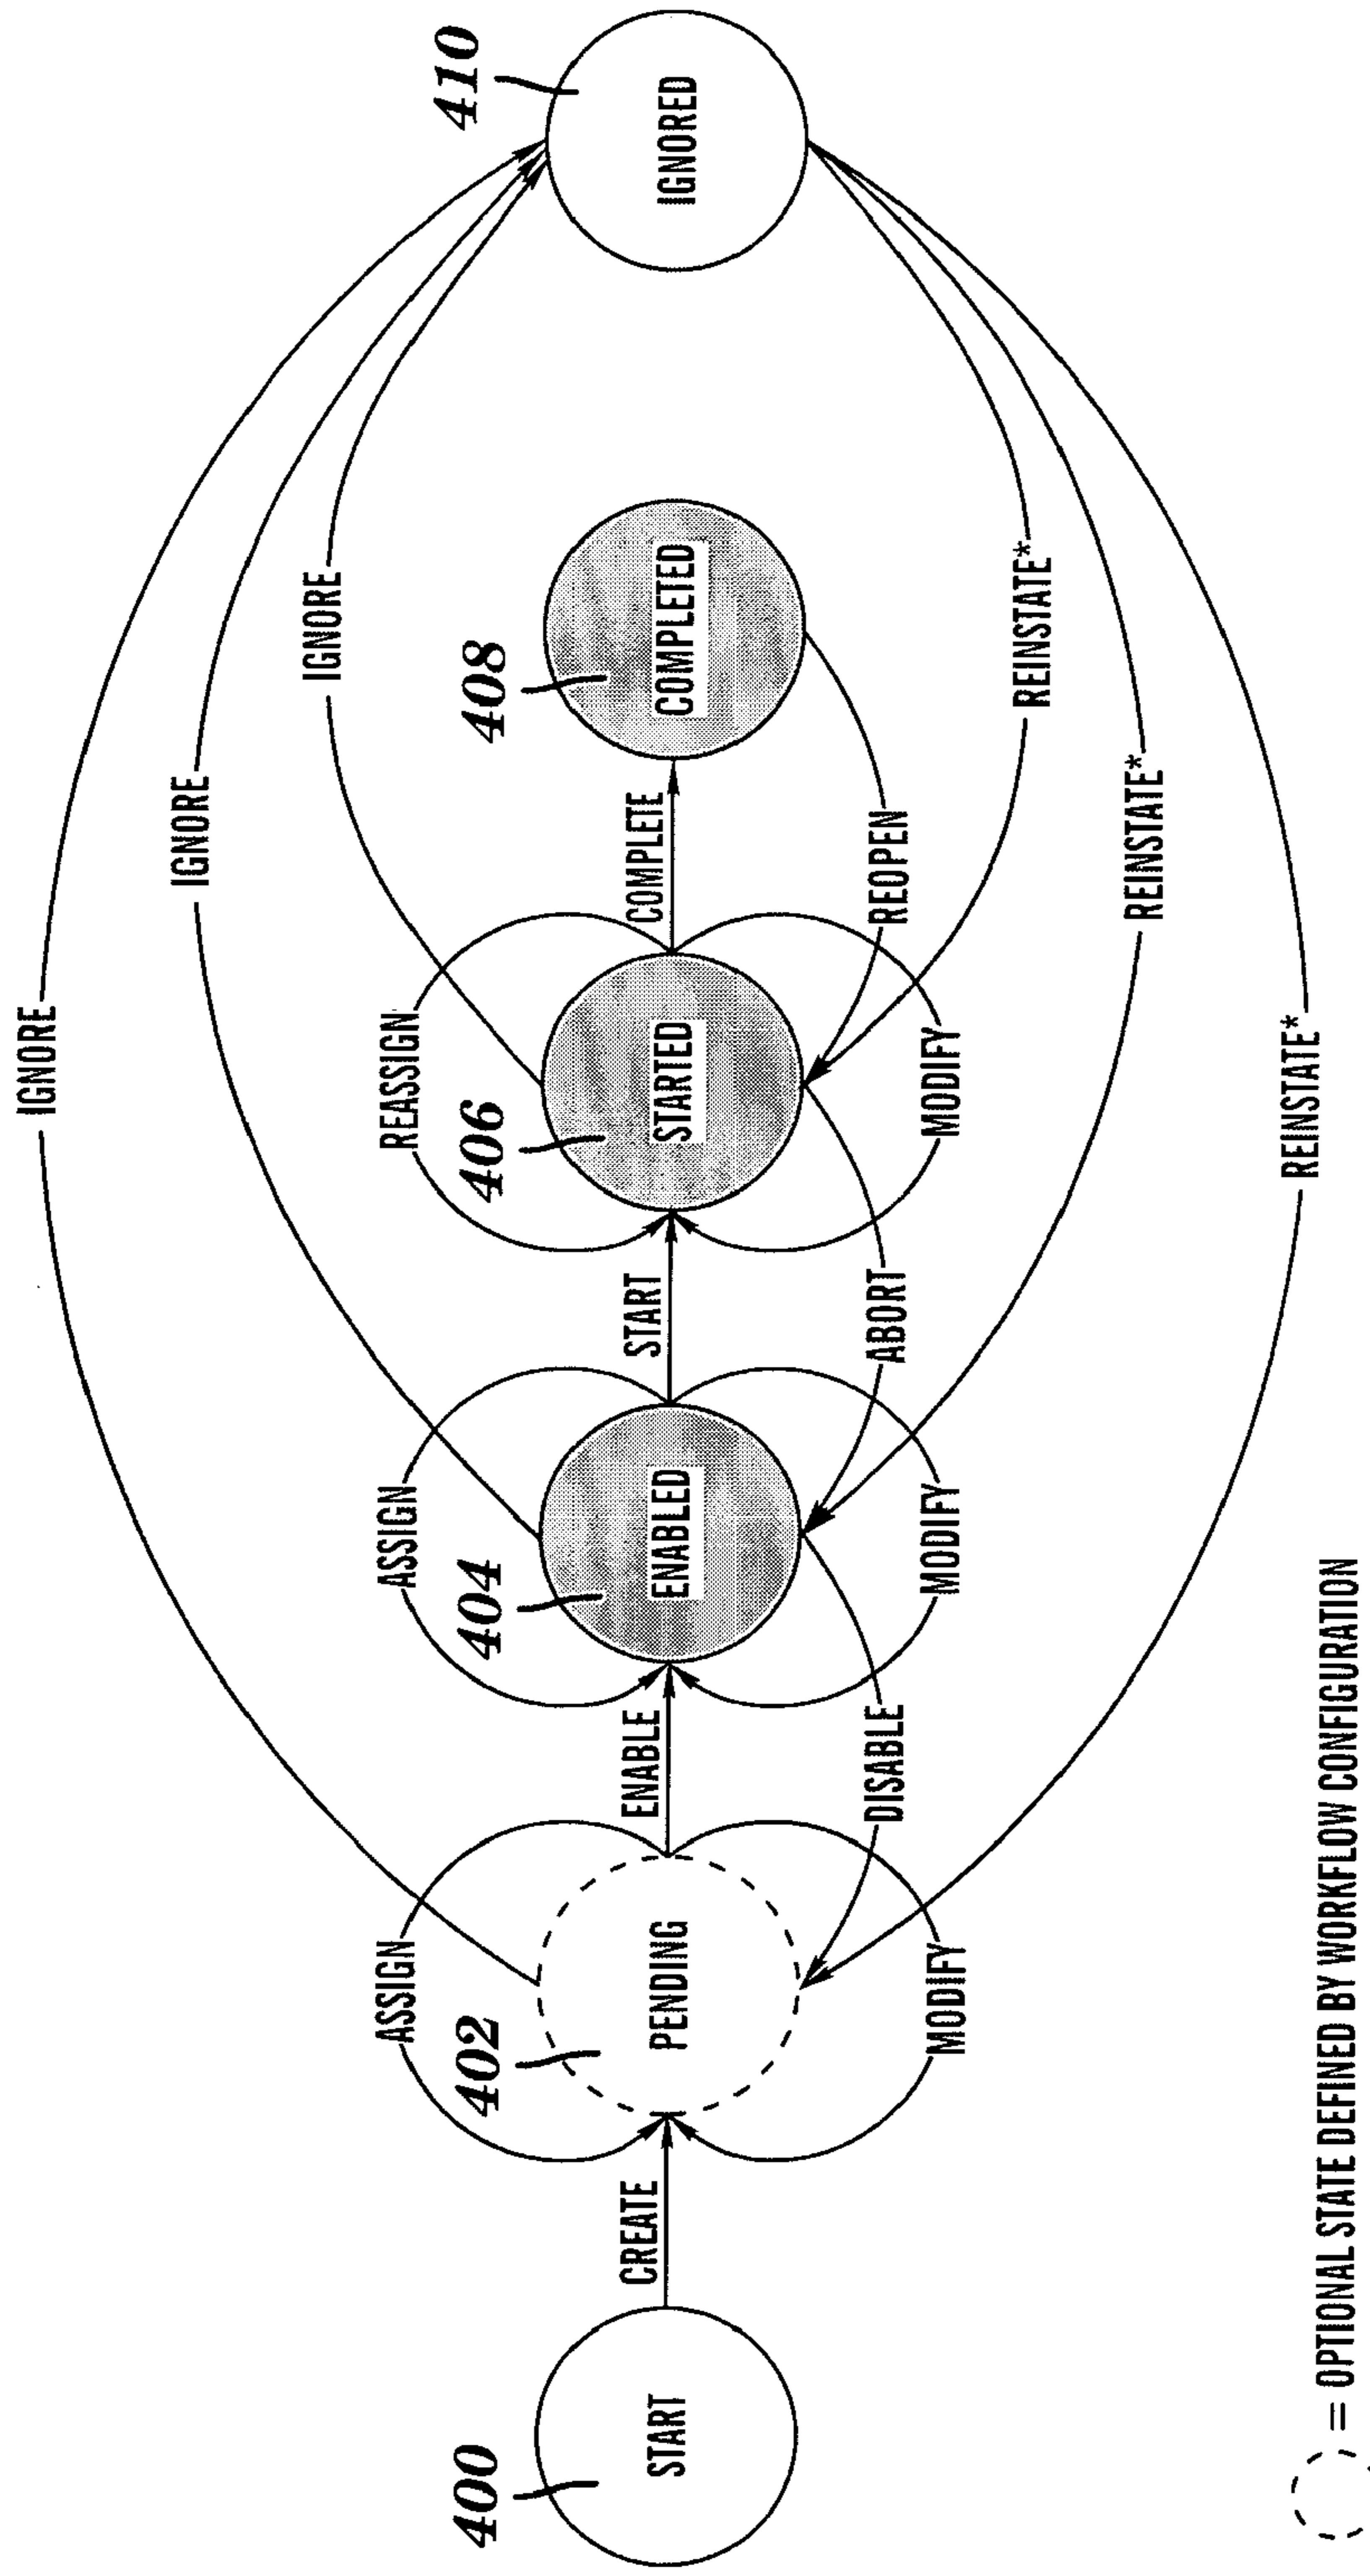 IGNORE
IGNORE
IGNORE
ASSIGN
ASSIGN
REASSIGN
400
402
404
406
408
410
CREATE
ENABLE
START
COMPLETE
START
PENDING
ENABLED
STARTED
COMPLETED
IGNORED
DISABLE
ABORT
REOPEN
MODIFY
MODIFY
MODIFY
REINSTATE*
REINSTATE*
REINSTATE*
= OPTIONAL STATE DEFINED BY WORKFLOW CONFIGURATION